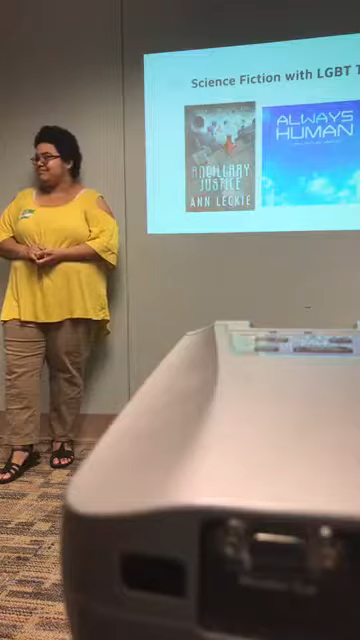 Science Fiction with LGBT T
ANCILLARY
JUSTICE
ANN LECKIE
ALWAYS
HUMAN